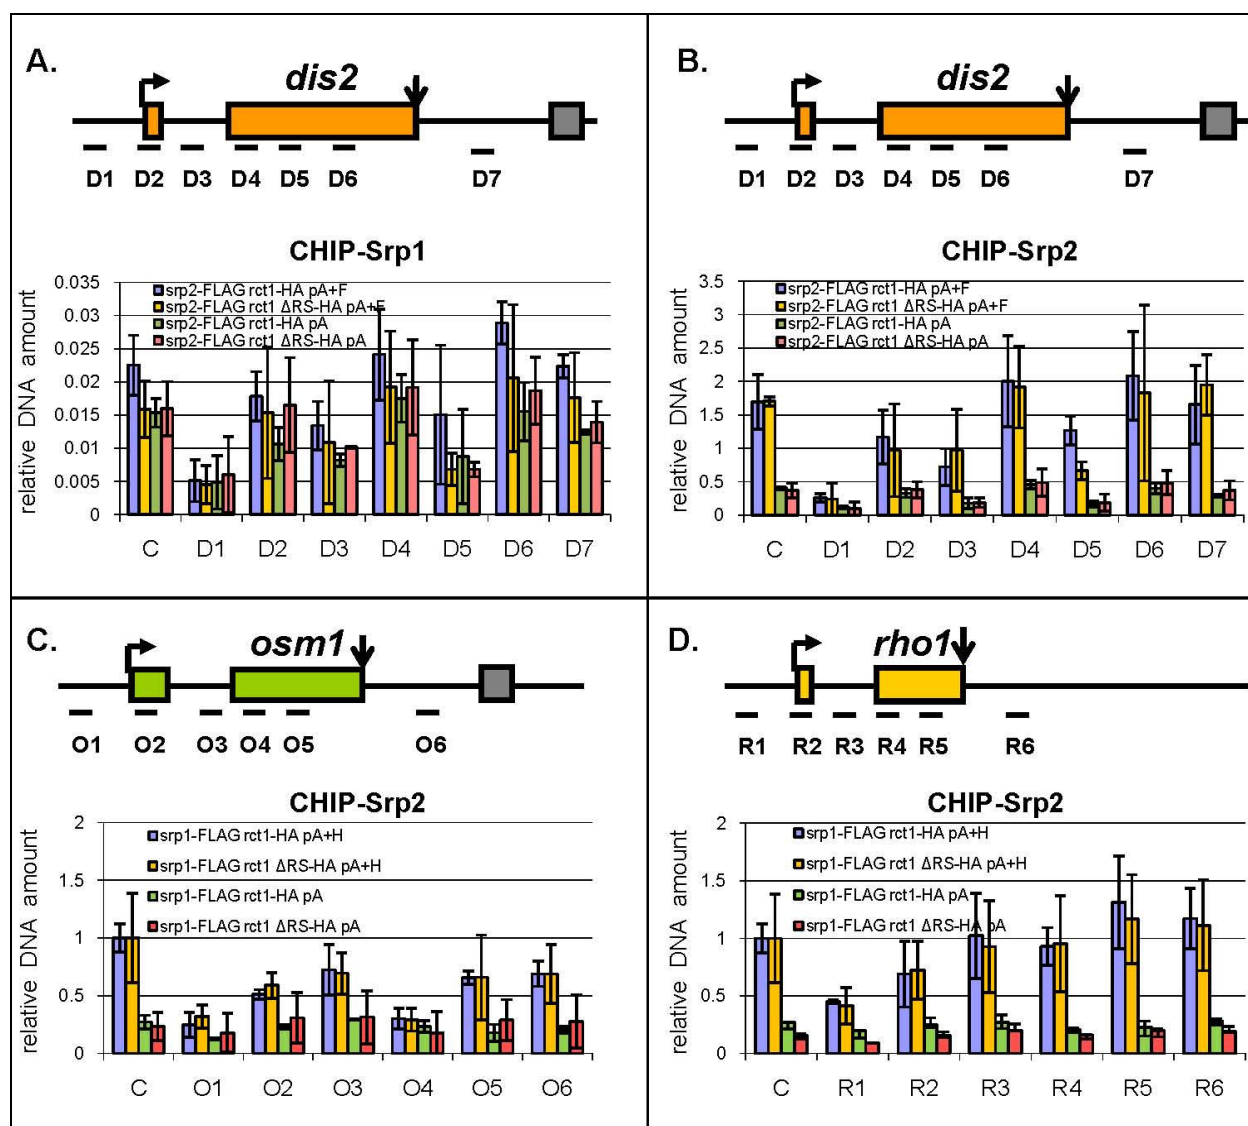 A.
dis2
D1 D2 D3 D4 D5 D6 D7
CHIP-Srp1
relative DNA amount
0.035
0.03
0.025
0.02
0.015
0.01
0.005
0
srp2-FLAG rct1-HA pA+F
srp2-FLAG rct1 ΔRS-HA pA+F
srp2-FLAG rct1-HA pA
srp2-FLAG rct1 ΔRS-HA pA
C D1 D2 D3 D4 D5 D6 D7
B.
dis2
D1 D2 D3 D4 D5 D6 D7
CHIP-Srp2
relative DNA amount
3.5
3
2.5
2
1.5
1
0.5
0
srp2-FLAG rct1-HA pA+F
srp2-FLAG rct1 ΔRS-HA pA+F
srp2-FLAG rct1-HA pA
srp2-FLAG rct1 ΔRS-HA pA
C D1 D2 D3 D4 D5 D6 D7
C.
osm1
O1 O2 O3 O4 O5 O6
CHIP-Srp2
relative DNA amount
2
1.5
1
0.5
0
srp1-FLAG rct1-HA pA+H
srp1-FLAG rct1 ΔRS-HA pA+H
srp1-FLAG rct1-HA pA
srp1-FLAG rct1 ΔRS-HA pA
C O1 O2 O3 O4 O5 O6
D.
rho1
R1 R2 R3 R4 R5 R6
CHIP-Srp2
relative DNA amount
2
1.5
1
0.5
0
srp1-FLAG rct1-HA pA+H
srp1-FLAG rct1 ΔRS-HA pA+H
srp1-FLAG rct1-HA pA
srp1-FLAG rct1 ΔRS-HA pA
C R1 R2 R3 R4 R5 R6